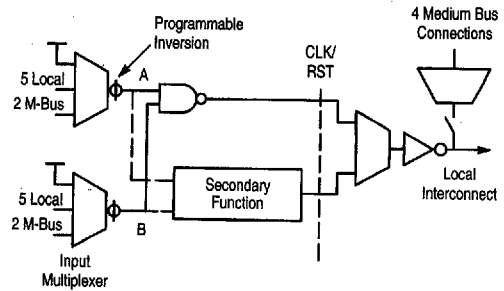 Programmable
Inversion
4 Medium Bus
Connections
CLK/
RST
A
5 Local
2 M-Bus
Secondary
Function
Local
Interconnect
5 Local
2 M-Bus
B
Input
Multiplexer